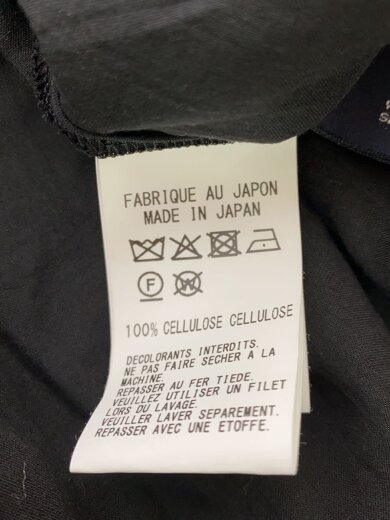 FABRIQUE AU JAPON
MADE IN JAPAN
F W
100% CELLULOSE CELLULOSE
DECOLORANTS INTERDITS.
NE PAS FAIRE SECHER A LA
MACHINE.
REPASSER AU FER TIEDE.
VEUILLEZ UTILISER UN FILET
LORS DU LAVAGE.
VEUILLER LAVER SEPAREMENT.
REPASSER AVEC UNE ETOFFE.